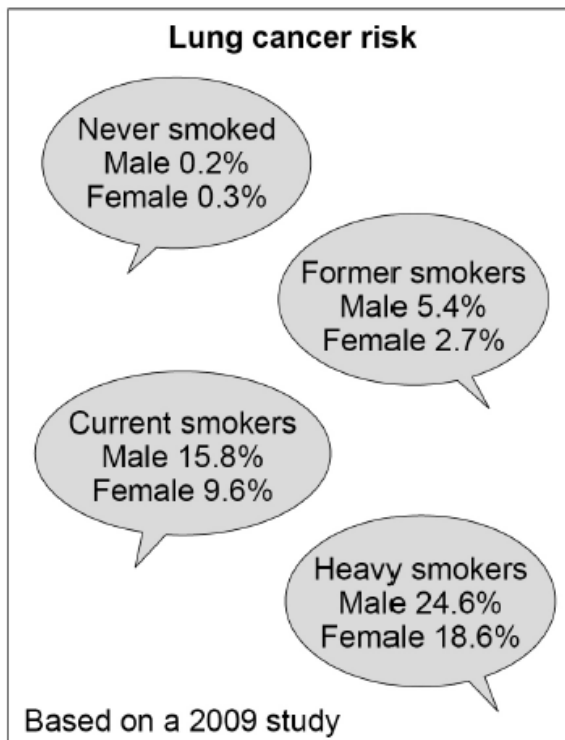 Lung cancer risk
Never smoked
Male 0.2%
Female 0.3%
Former smokers
Male 5.4%
Female 2.7%
Current smokers
Male 15.8%
Female 9.6%
Heavy smokers
Male 24.6%
Female 18.6%
Based on a 2009 study